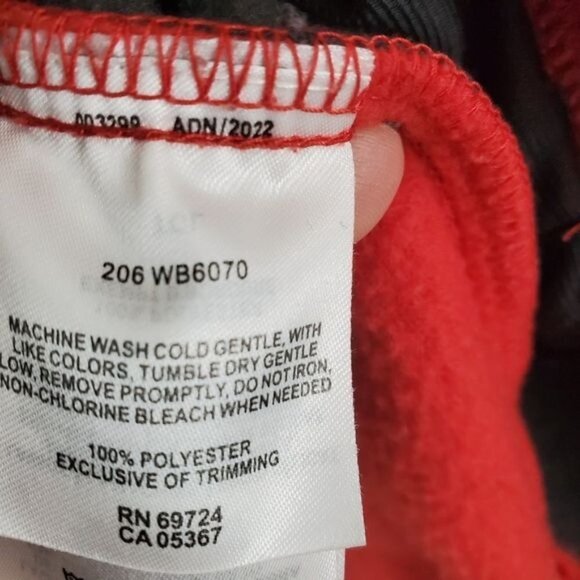 003299 ADN/2022
206 WB6070
MACHINE WASH COLD GENTLE, WITH
LIKE COLORS, TUMBLE DRY GENTLE
LOW, REMOVE PROMPTLY, DO NOT IRON,
NON-CHLORINE BLEACH WHEN NEEDED
100% POLYESTER
EXCLUSIVE OF TRIMMING
RN 69724
CA 05367